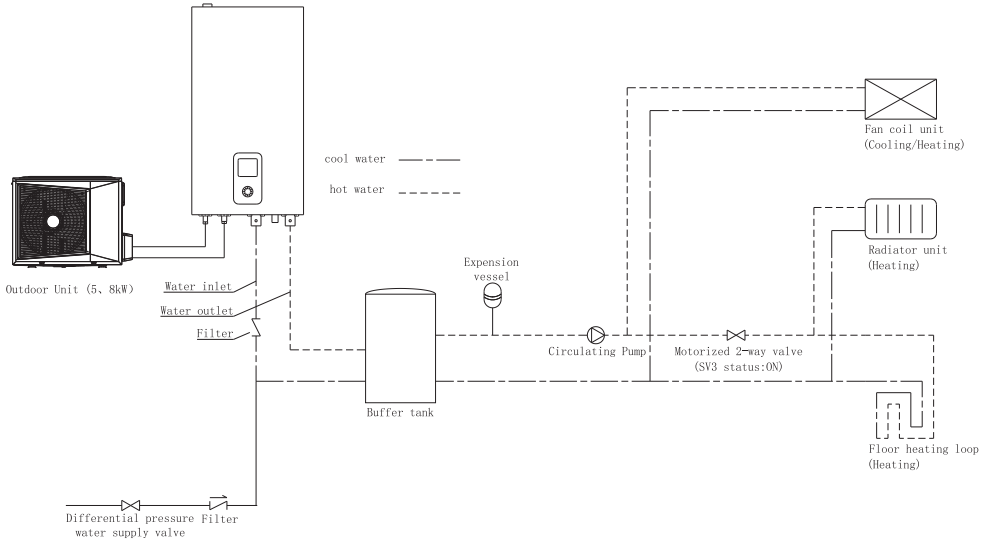 Fan coil unit
(Cooling/Heating)
cool water
hot water
Radiator unit
(Heating)
Expension
vessel
Outdoor Unit (5、8kW)
Water inlet
Water outlet
Filter
Circulating Pump
Motorized 2-way valve
(SV3 status:ON)
Buffer tank
Floor heating loop
(Heating)
Differential pressure
water supply valve
Filter